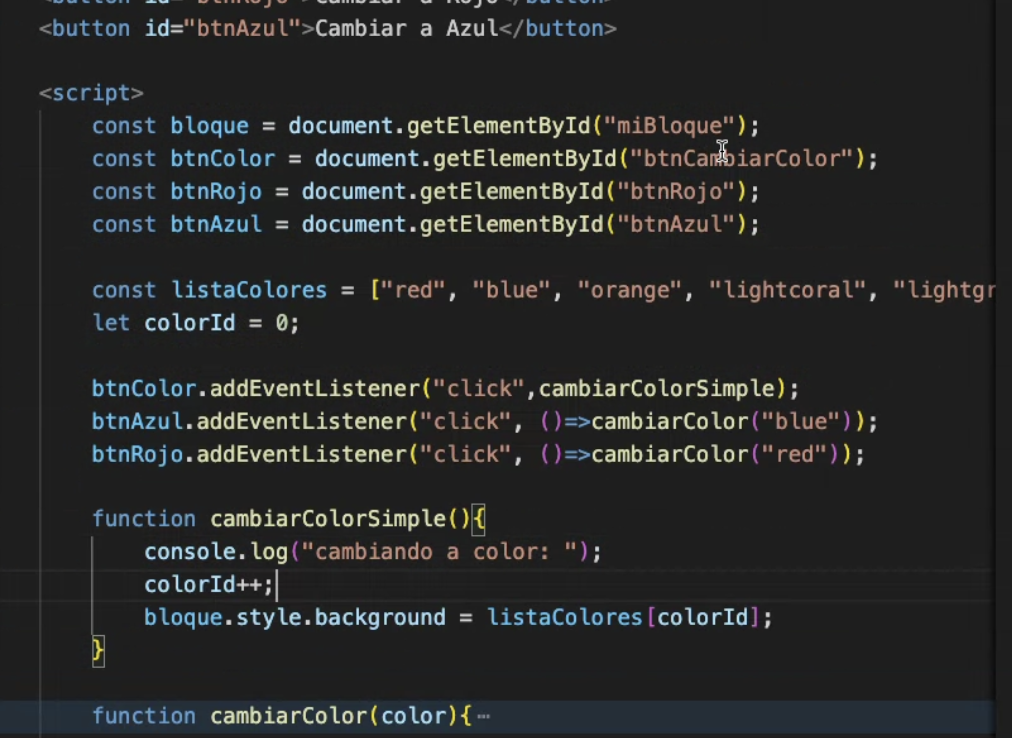 <button id="btnRojo">Cambiar a Rojo</button>
<button id="btnAzul">Cambiar a Azul</button>
<script>
const bloque = document.getElementById("miBloque");
const btnColor = document.getElementById("btnCambiarColor");
const btnRojo = document.getElementById("btnRojo");
const btnAzul = document.getElementById("btnAzul");
const listaColores = ["red", "blue", "orange", "lightcoral", "lightgr
let colorId = 0;
btnColor.addEventListener("click",cambiarColorSimple);
btnAzul.addEventListener("click", ()=>cambiarColor("blue"));
btnRojo.addEventListener("click", ()=>cambiarColor("red"));
function cambiarColorSimple(){
console.log("cambiando a color: ");
colorId++;
bloque.style.background = listaColores[colorId];
}
function cambiarColor(color){⋯